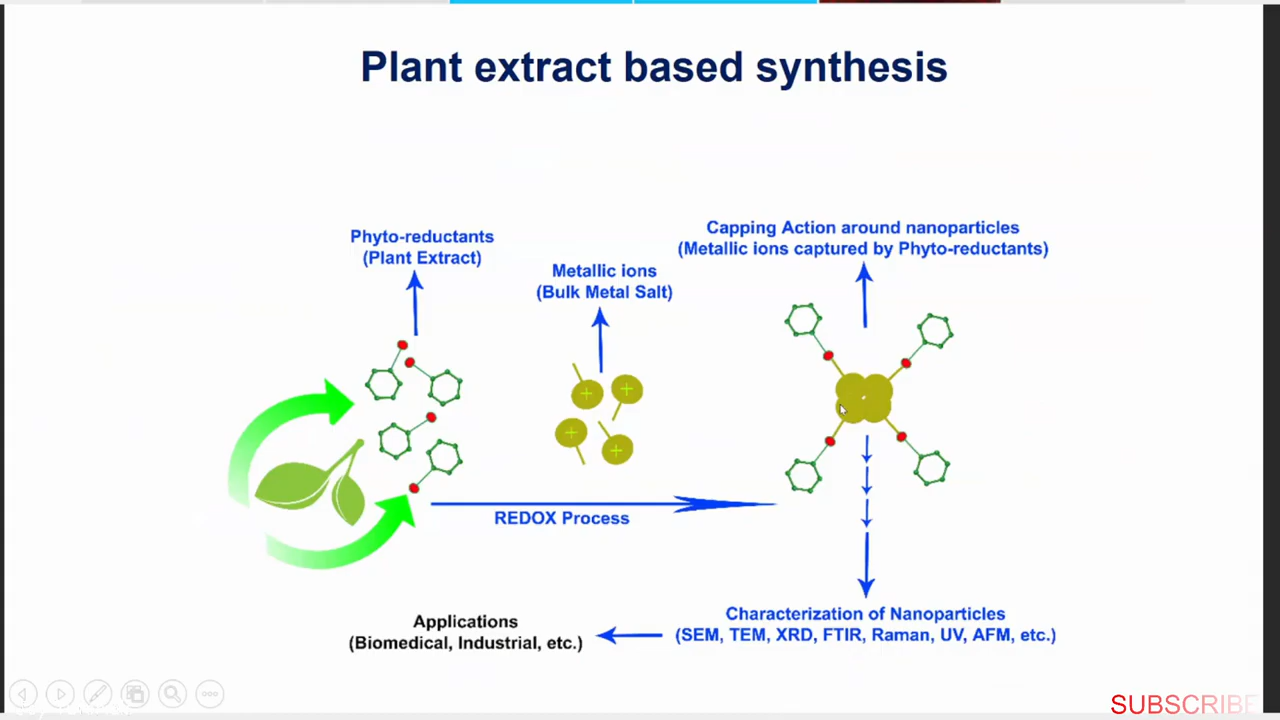 Plant extract based synthesis
Phyto-reductants
(Plant Extract)
Metallic ions
(Bulk Metal Salt)
Capping Action around nanoparticles
(Metallic ions captured by Phyto-reductants)
REDOX Process
Characterization of Nanoparticles
(SEM, TEM, XRD, FTIR, Raman, UV, AFM, etc.)
Applications
(Biomedical, Industrial, etc.)
SUBSCRIBE